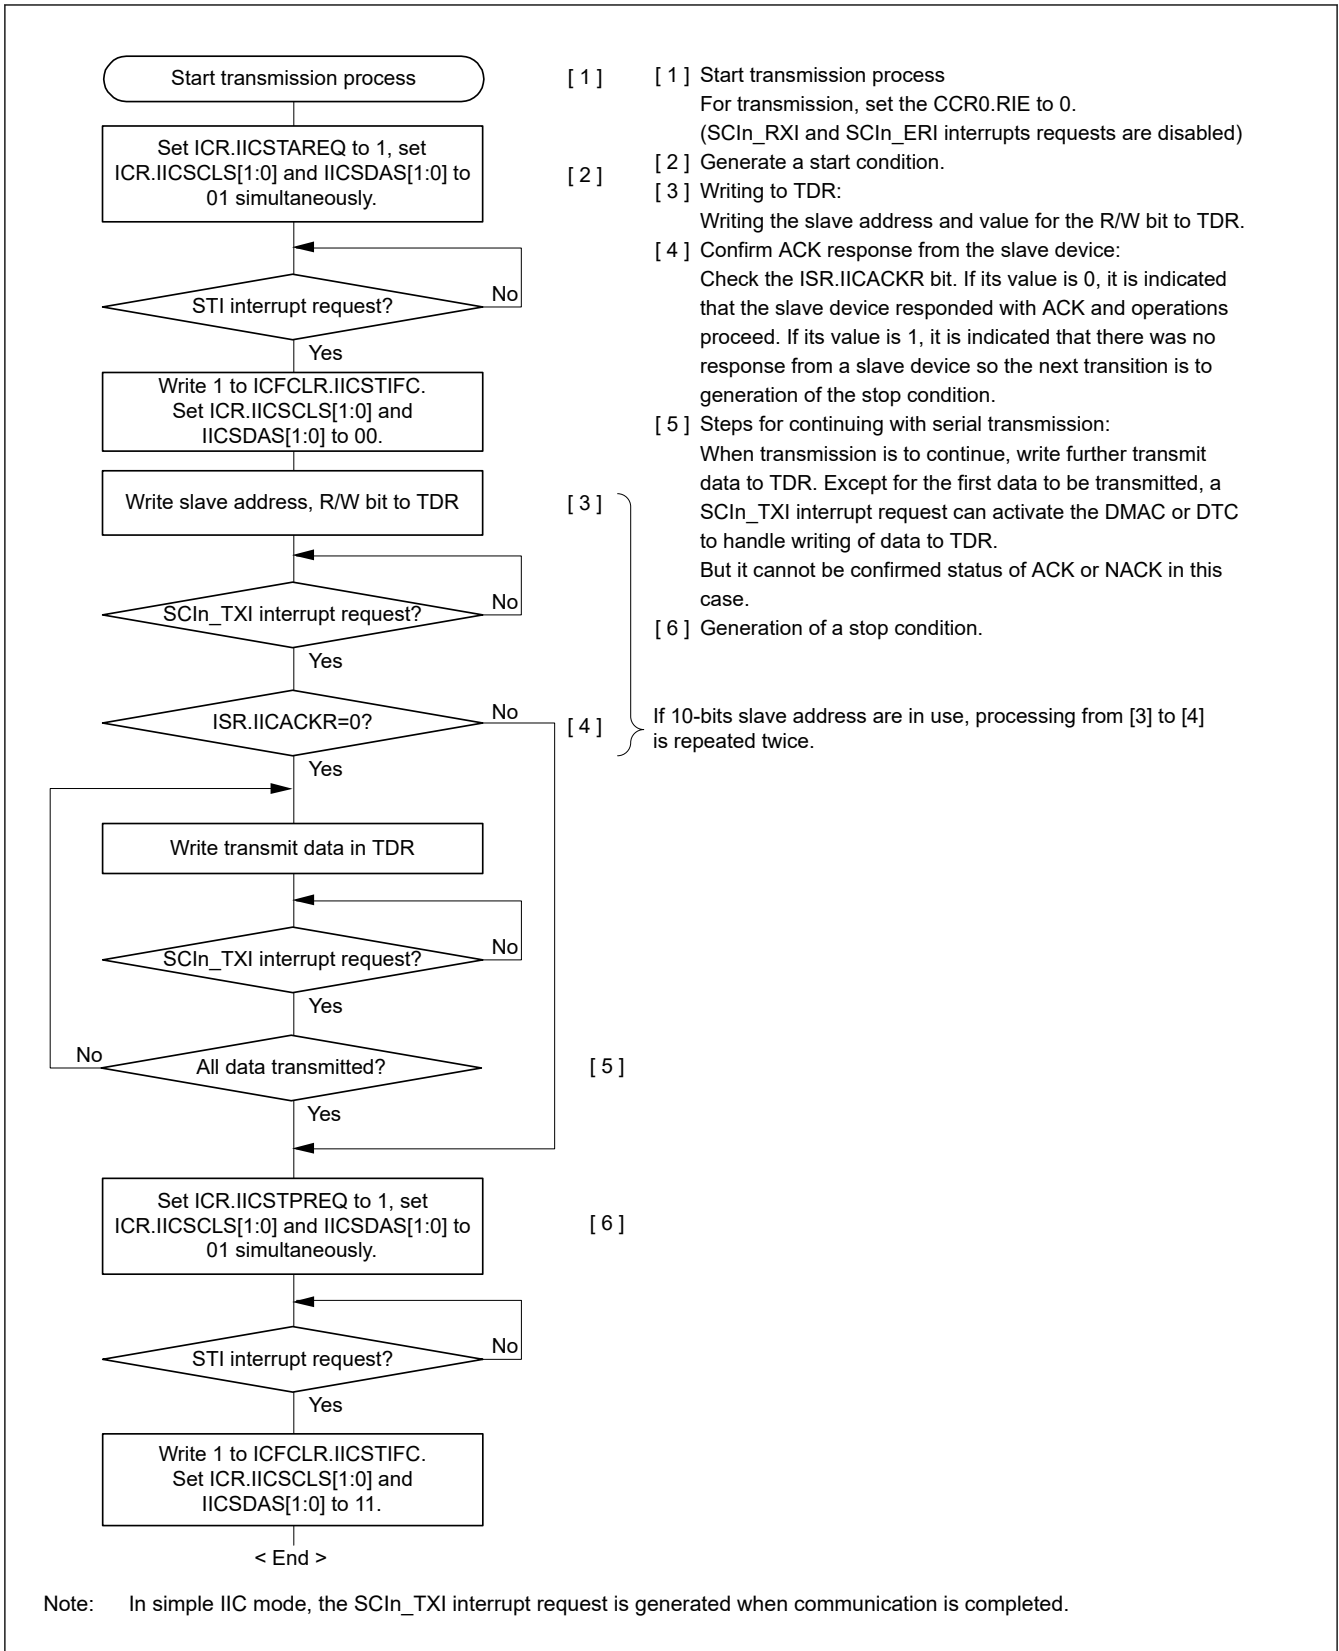 Start transmission process
[ 1 ]
Set ICR.IICSTAREQ to 1, set
ICR.IICSCLS[1:0] and IICSDAS[1:0] to
01 simultaneously.
[ 2 ]
STI interrupt request?
No
Yes
Write 1 to ICFCLR.IICSTIFC.
Set ICR.IICSCLS[1:0] and
IICSDAS[1:0] to 00.
Write slave address, R/W bit to TDR
[ 3 ]
SCIn_TXI interrupt request?
No
Yes
ISR.IICACKR=0?
No
[ 4 ]
Yes
Write transmit data in TDR
SCIn_TXI interrupt request?
No
Yes
All data transmitted?
No
[ 5 ]
Yes
Set ICR.IICSTPREQ to 1, set
ICR.IICSCLS[1:0] and IICSDAS[1:0] to
01 simultaneously.
[ 6 ]
STI interrupt request?
No
Yes
Write 1 to ICFCLR.IICSTIFC.
Set ICR.IICSCLS[1:0] and
IICSDAS[1:0] to 11.
< End >
[ 1 ] Start transmission process
For transmission, set the CCR0.RIE to 0.
(SCIn_RXI and SCIn_ERI interrupts requests are disabled)
[ 2 ] Generate a start condition.
[ 3 ] Writing to TDR:
Writing the slave address and value for the R/W bit to TDR.
[ 4 ] Confirm ACK response from the slave device:
Check the ISR.IICACKR bit. If its value is 0, it is indicated
that the slave device responded with ACK and operations
proceed. If its value is 1, it is indicated that there was no
response from a slave device so the next transition is to
generation of the stop condition.
[ 5 ] Steps for continuing with serial transmission:
When transmission is to continue, write further transmit
data to TDR. Except for the first data to be transmitted, a
SCIn_TXI interrupt request can activate the DMAC or DTC
to handle writing of data to TDR.
But it cannot be confirmed status of ACK or NACK in this
case.
[ 6 ] Generation of a stop condition.
If 10-bits slave address are in use, processing from [3] to [4]
is repeated twice.
Note: In simple IIC mode, the SCIn_TXI interrupt request is generated when communication is completed.